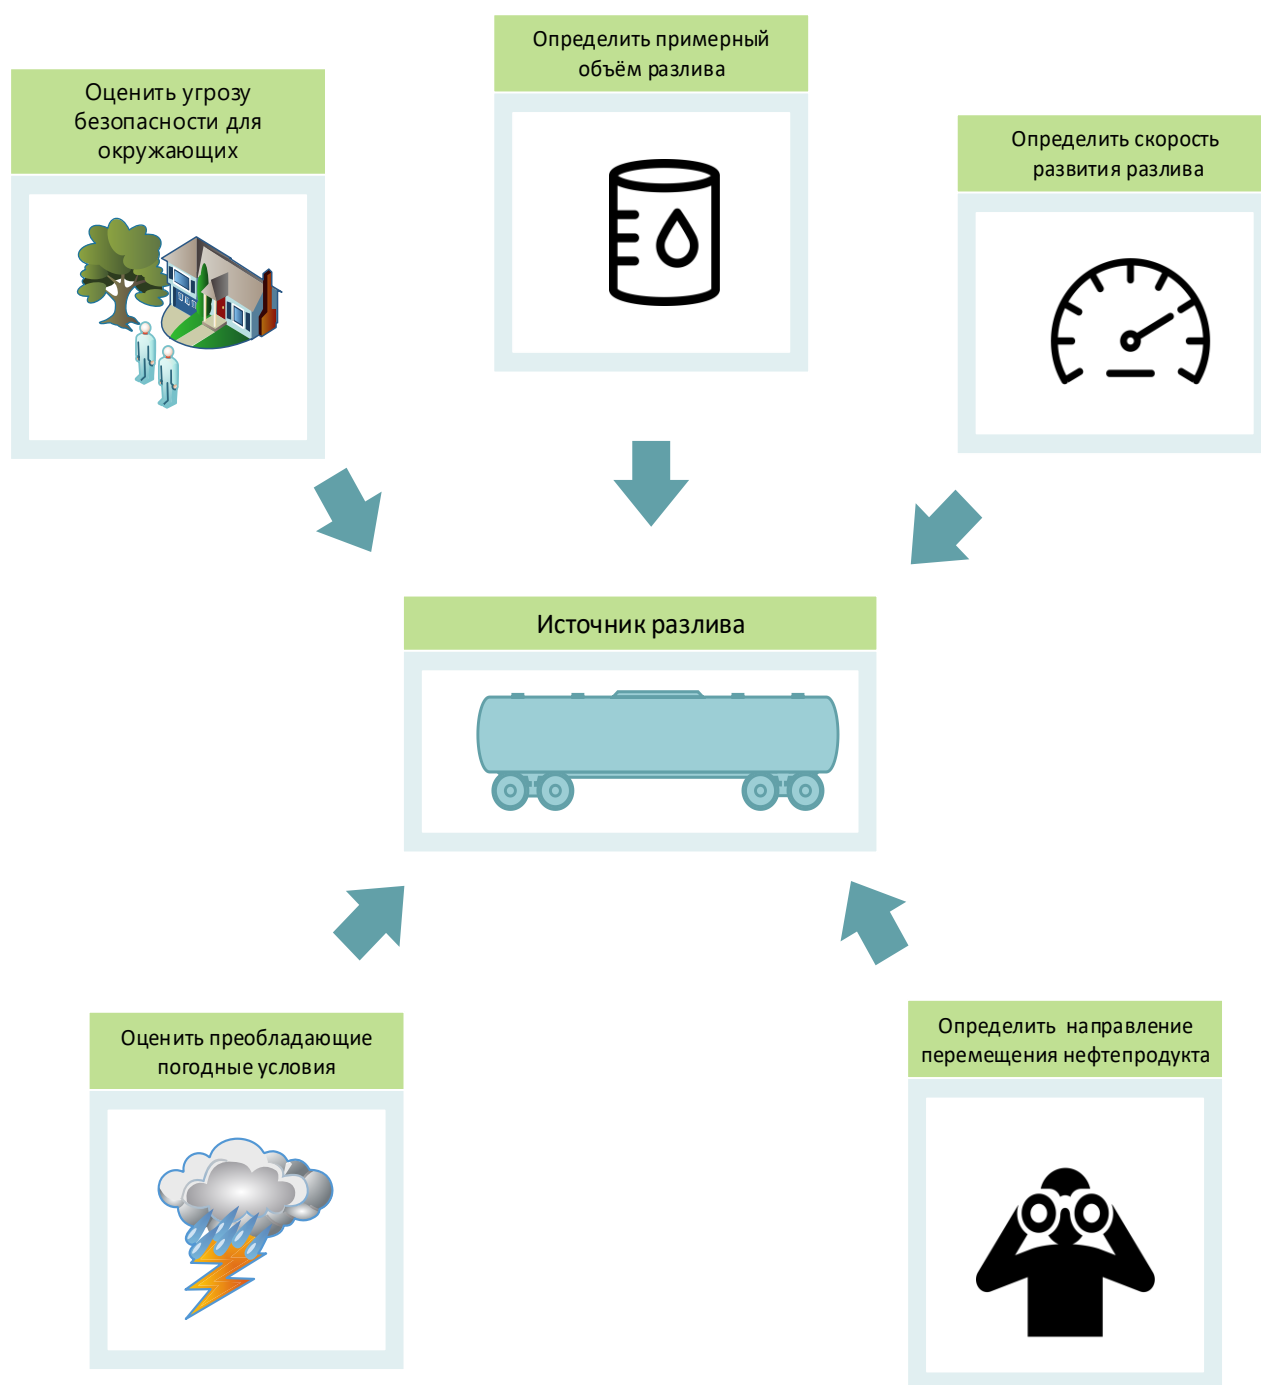 Определить примерный
объём разлива
Оценить угрозу
безопасности для
окружающих
Определить скорость
развития разлива
Источник разлива
Оценить преобладающие
погодные условия
Определить направление
перемещения нефтепродукта